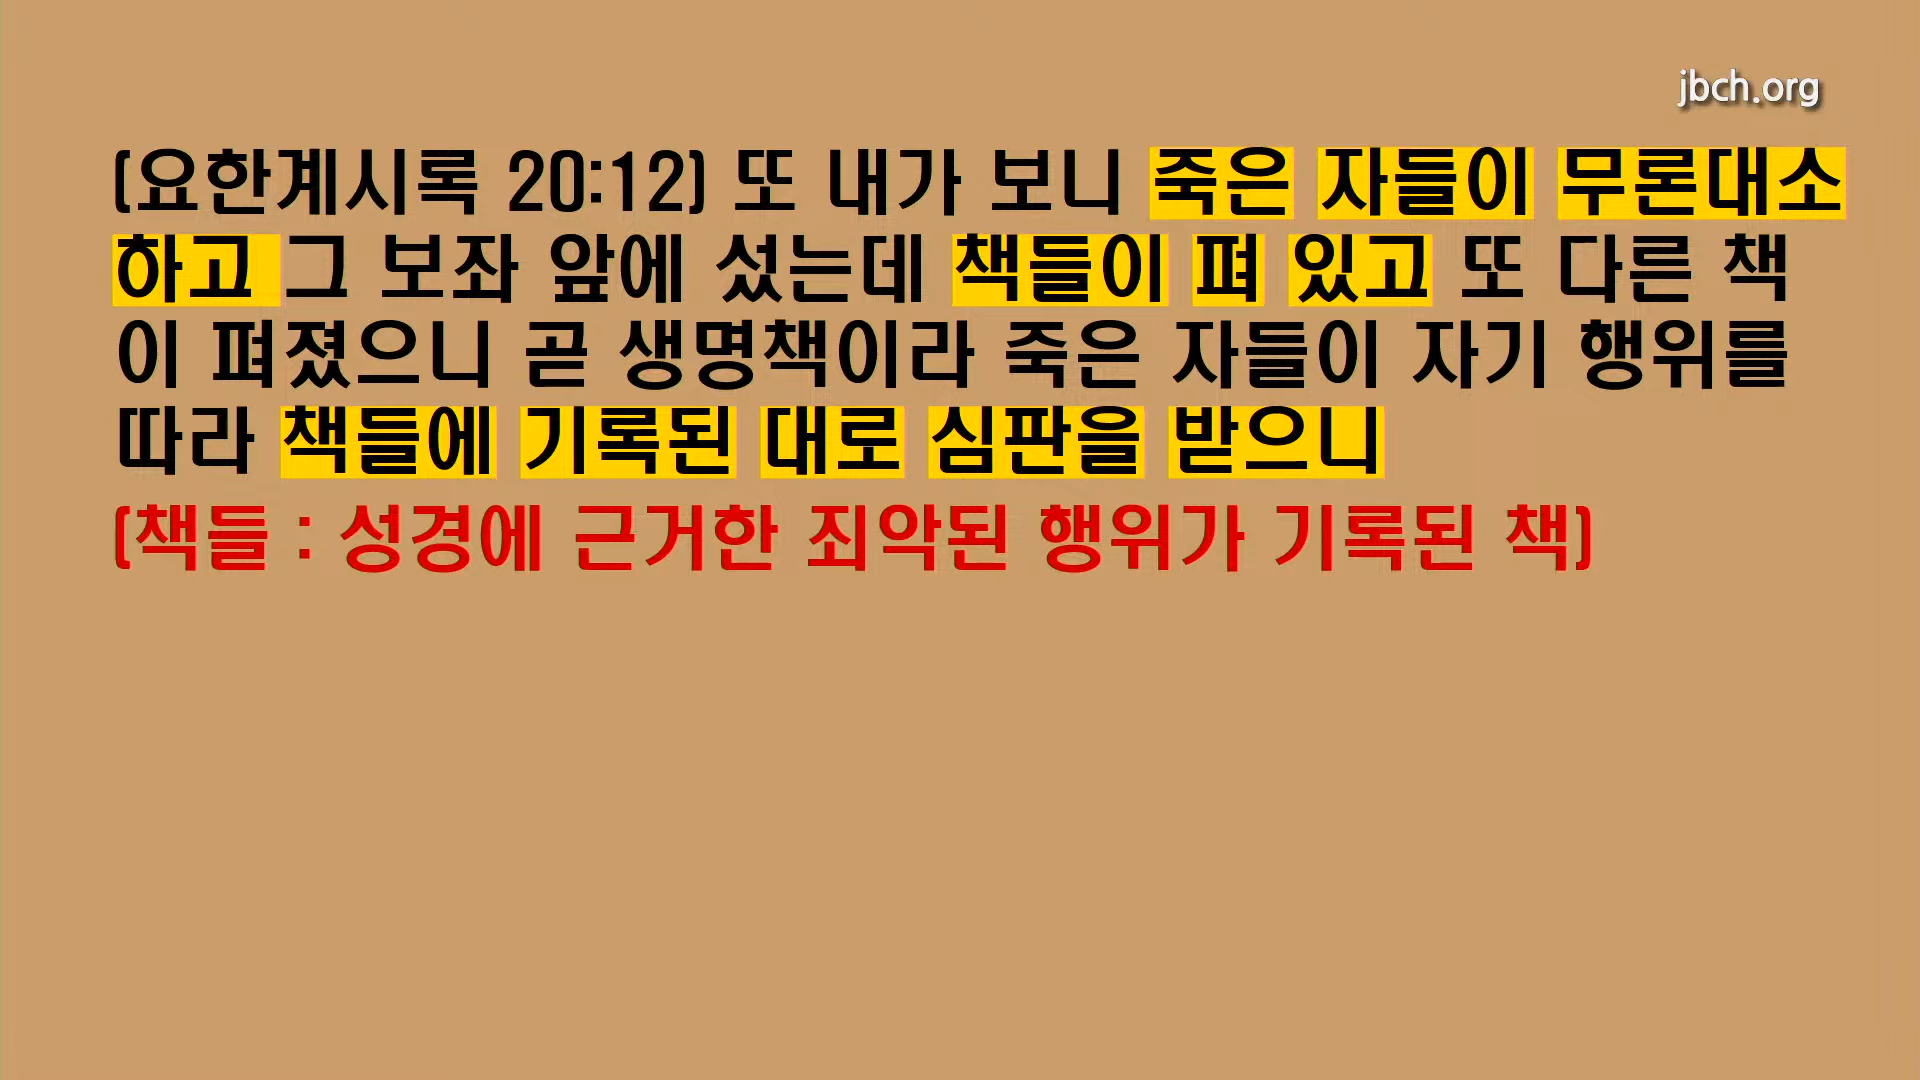 jbch.org
(요한계시록 20:12) 또 내가 보니 죽은 자들이 무론대소
하고 그 보좌 앞에 섰는데 책들이 펴 있고 또 다른 책
이 펴졌으니 곧 생명책이라 죽은 자들이 자기 행위를
따라 책들에 기록된 대로 심판을 받으니
(책들 : 성경에 근거한 죄악된 행위가 기록된 책)